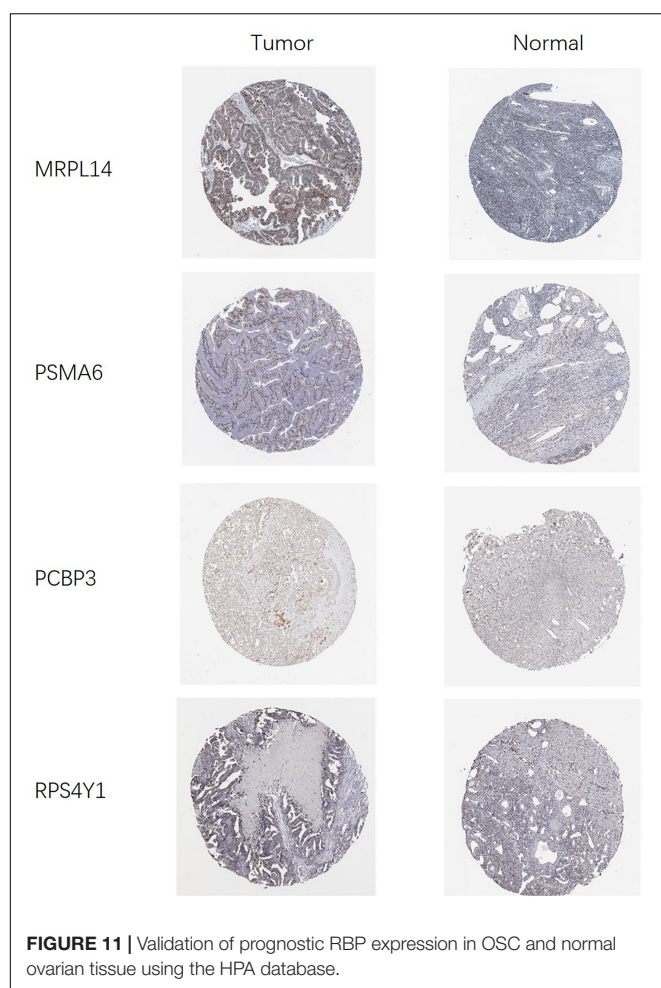 Tumor Normal
MRPL14
PSMA6
PCBP3
RPS4Y1
FIGURE 11 | Validation of prognostic RBP expression in OSC and normal
ovarian tissue using the HPA database.